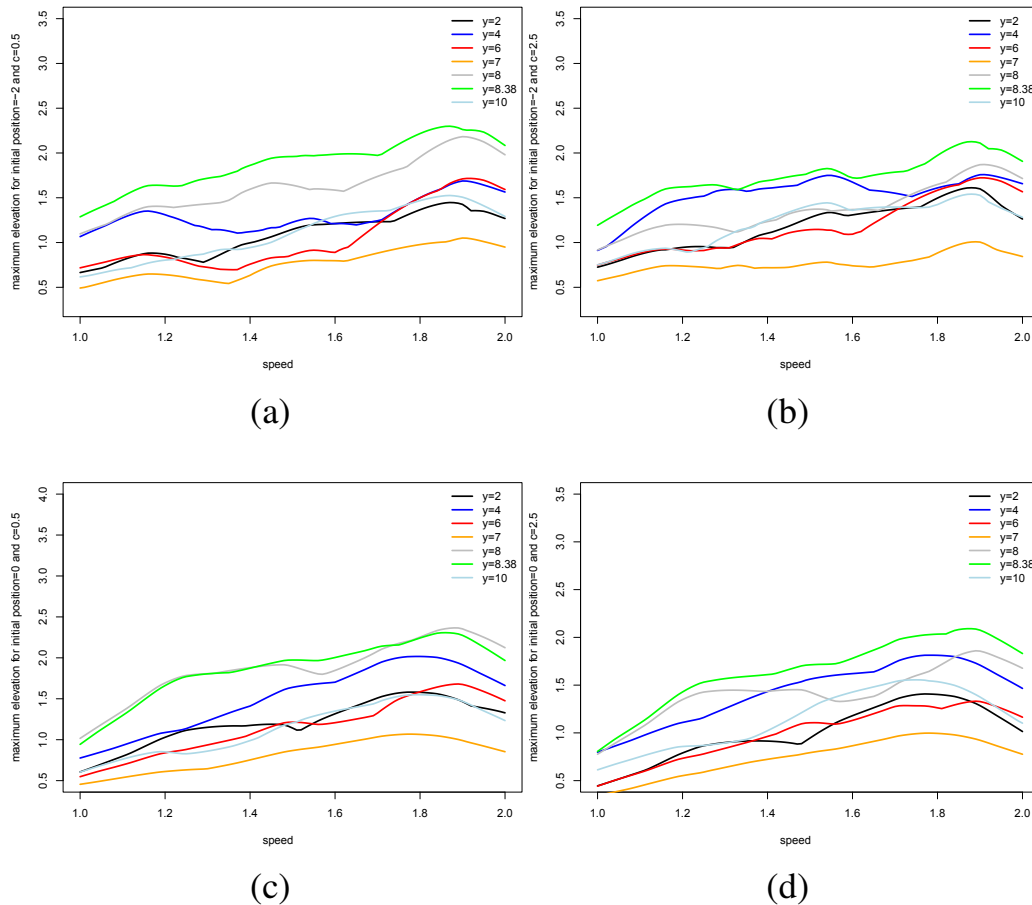 maximum elevation for initial position=−2 and c=0.5
3.5
3.0
2.5
2.0
1.5
1.0
0.5
y=2
y=4
y=6
y=7
y=8
y=8.38
y=10
1.0 1.2 1.4 1.6 1.8 2.0
speed
(a)
maximum elevation for initial position=−2 and c=2.5
3.5
3.0
2.5
2.0
1.5
1.0
0.5
y=2
y=4
y=6
y=7
y=8
y=8.38
y=10
1.0 1.2 1.4 1.6 1.8 2.0
speed
(b)
maximum elevation for initial position=0 and c=0.5
4.0
3.5
3.0
2.5
2.0
1.5
1.0
0.5
y=2
y=4
y=6
y=7
y=8
y=8.38
y=10
1.0 1.2 1.4 1.6 1.8 2.0
speed
(c)
maximum elevation for initial position=0 and c=2.5
3.5
3.0
2.5
2.0
1.5
1.0
0.5
y=2
y=4
y=6
y=7
y=8
y=8.38
y=10
1.0 1.2 1.4 1.6 1.8 2.0
speed
(d)